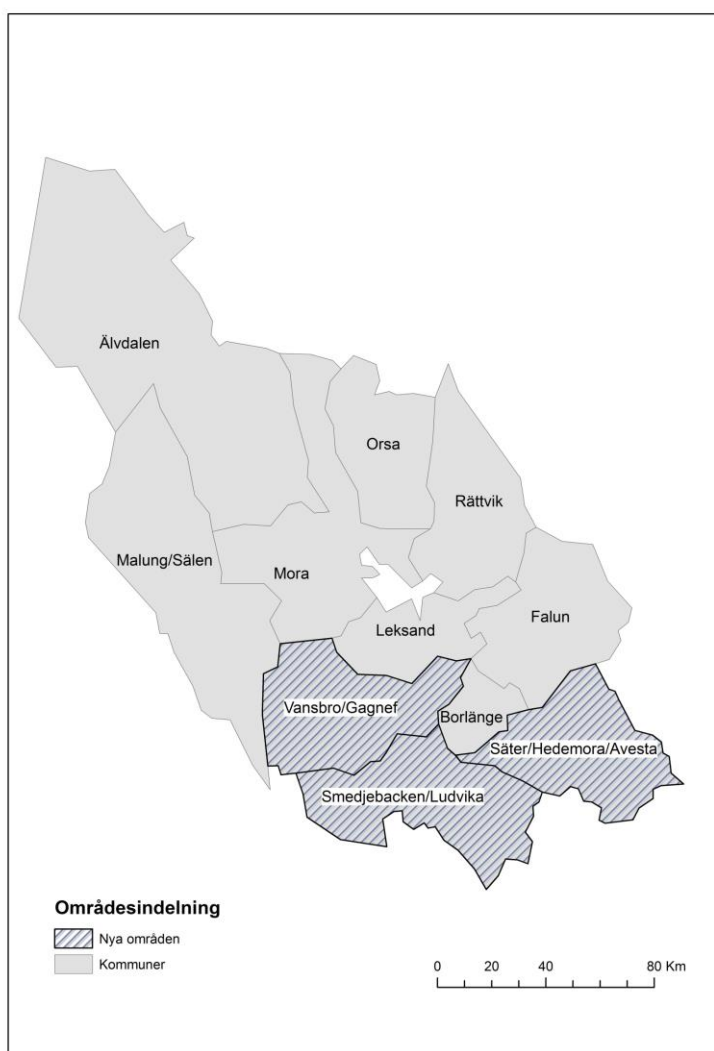 Älvdalen
Orsa
Rättvik
Malung/Sälen
Mora
Falun
Leksand
Vansbro/Gagnef
Borlänge
Säter/Hedemora/Avesta
Smedjebacken/Ludvika
Områdesindelning
Nya områden
Kommuner
0 20 40 80 Km